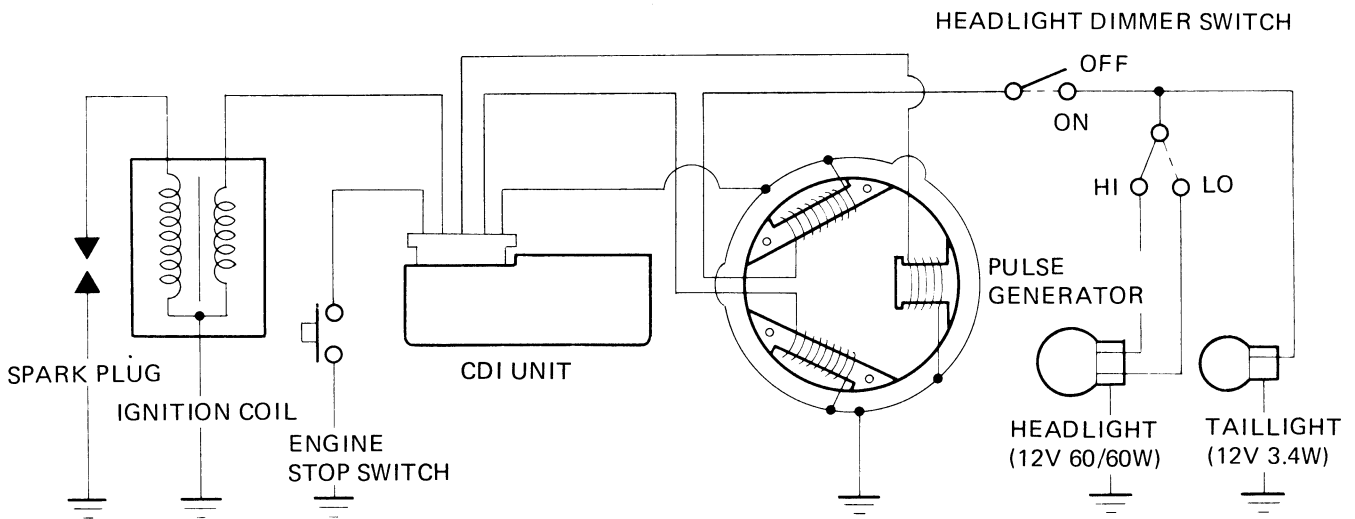 HEADLIGHT DIMMER SWITCH
OFF
ON
HI
LO
PULSE
GENERATOR
SPARK PLUG
CDI UNIT
IGNITION COIL
ENGINE
STOP SWITCH
HEADLIGHT
(12V 60/60W)
TAILLIGHT
(12V 3.4W)